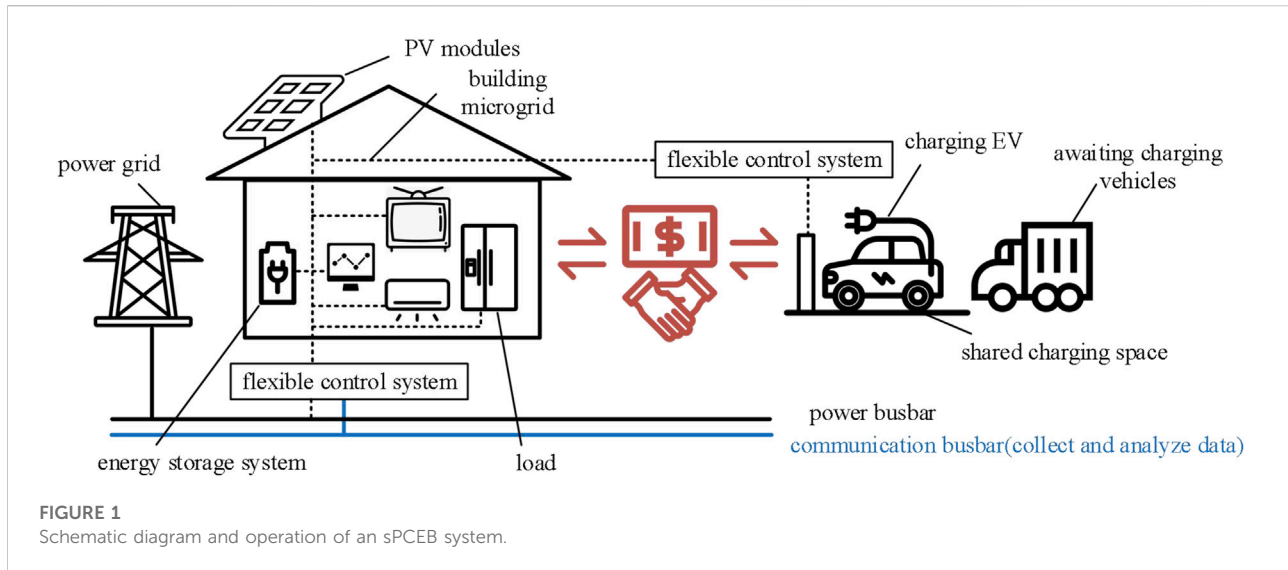 PV modules
building
microgrid
power grid
flexible control system
charging EV
awaiting charging
vehicles
$
shared charging space
flexible control system
power busbar
communication busbar(collect and analyze data)
energy storage system
load
FIGURE 1
Schematic diagram and operation of an sPCEB system.